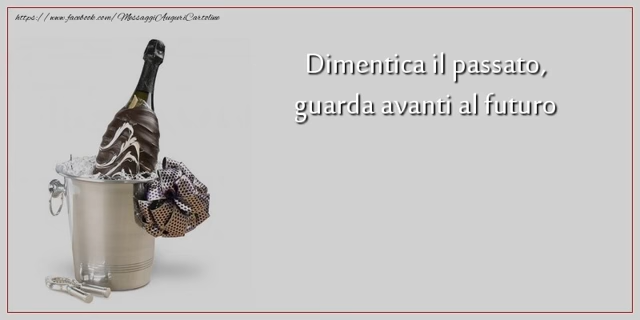 https://www.facebook.com/MessaggiAuguriCartoline
Dimentica il passato,
guarda avanti al futuro